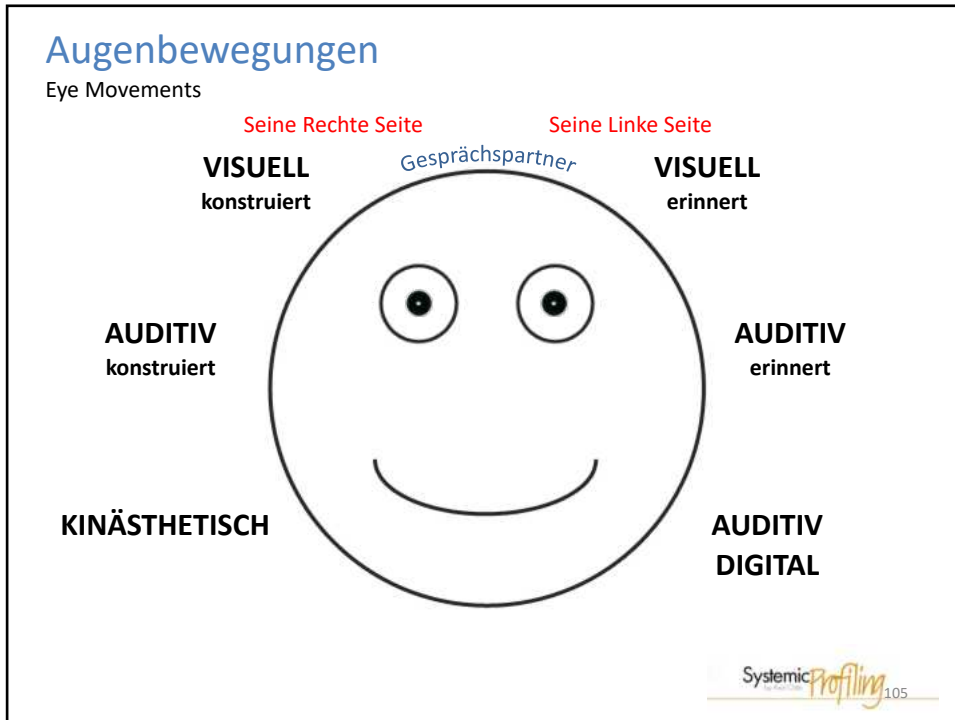 Augenbewegungen
Eye Movements
Seine Rechte Seite
Seine Linke Seite
Gesprächspartner
VISUELL
konstruiert
VISUELL
erinnert
AUDITIV
konstruiert
AUDITIV
erinnert
KINÄSTHETISCH
AUDITIV
DIGITAL
Systemic Profiling
105